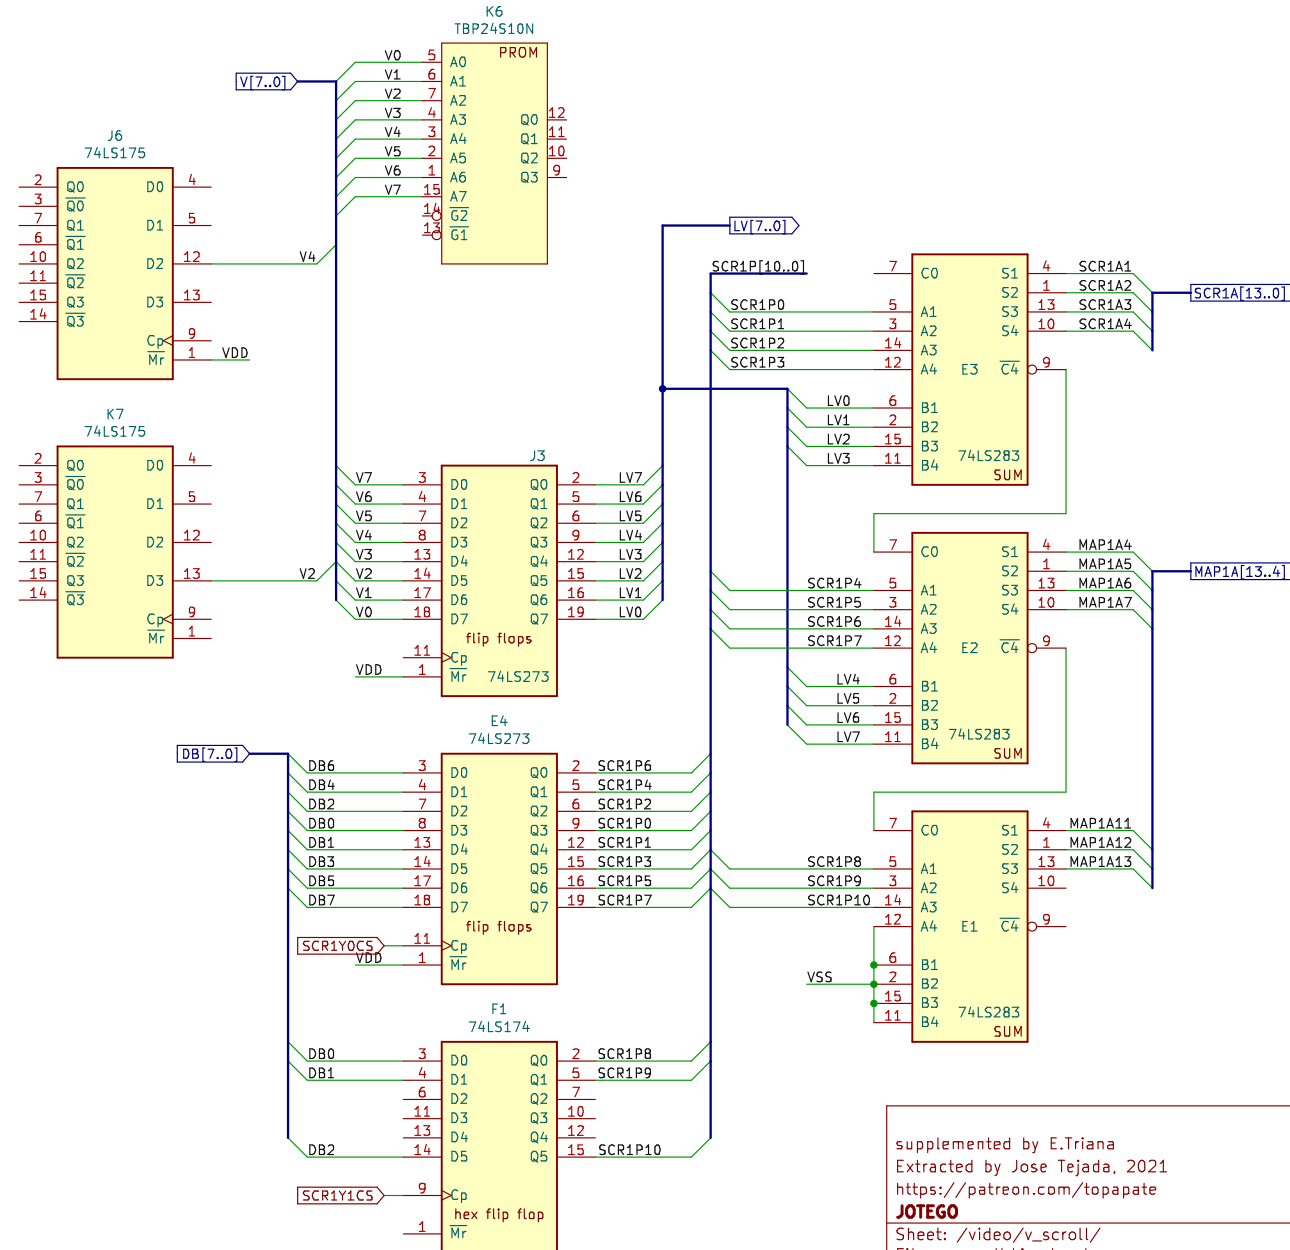 K6
TBP24S10N
PROM
V[7..0]
V0 5 A0
V1 6 A1
V2 7 A2
V3 4 A3 Q0 12
V4 3 A4 Q1 11
V5 2 A5 Q2 10
V6 1 A6 Q3 9
V7 15 A7
14 G2
13 G1
J6
74LS175
2 Q0 D0 4
3 Q0
7 Q1 D1 5
6 Q1
10 Q2 D2 12 V4
11 Q2
15 Q3 D3 13
14 Q3
Cp 9
Mr 1 VDD
K7
74LS175
2 Q0 D0 4
3 Q0
7 Q1 D1 5
6 Q1
10 Q2 D2 12
11 Q2
15 Q3 D3 13 V2
14 Q3
Cp 9
Mr 1
J3
V7 3 D0 Q0 2 LV7
V6 4 D1 Q1 5 LV6
V5 7 D2 Q2 6 LV5
V4 8 D3 Q3 9 LV4
V3 13 D4 Q4 12 LV3
V2 14 D5 Q5 15 LV2
V1 17 D6 Q6 16 LV1
V0 18 D7 Q7 19 LV0
flip flops
11 Cp
VDD 1 Mr 74LS273
E4
74LS273
DB[7..0]
DB6 3 D0 Q0 2 SCR1P6
DB4 4 D1 Q1 5 SCR1P4
DB2 7 D2 Q2 6 SCR1P2
DB0 8 D3 Q3 9 SCR1P0
DB1 13 D4 Q4 12 SCR1P1
DB3 14 D5 Q5 15 SCR1P3
DB5 17 D6 Q6 16 SCR1P5
DB7 18 D7 Q7 19 SCR1P7
flip flops
SCR1Y0CS 11 Cp
VDD 1 Mr
F1
74LS174
DB0 3 D0 Q0 2 SCR1P8
DB1 4 D1 Q1 5 SCR1P9
6 D2 Q2 7
11 D3 Q3 10
13 D4 Q4 12
DB2 14 D5 Q5 15 SCR1P10
SCR1Y1CS 9 Cp
hex flip flop
1 Mr
LV[7..0]
SCR1P[10..0]
7 C0 S1 4 SCR1A1
S2 1 SCR1A2
SCR1A[13..0]
SCR1P0 5 A1 S3 13 SCR1A3
SCR1P1 3 A2 S4 10 SCR1A4
SCR1P2 14 A3
SCR1P3 12 A4 E3 C4 9
LV0 6 B1
LV1 2 B2
LV2 15 B3
74LS283
LV3 11 B4
SUM
7 C0 S1 4 MAP1A4
S2 1 MAP1A5
MAP1A[13..4]
SCR1P4 5 A1 S3 13 MAP1A6
SCR1P5 3 A2 S4 10 MAP1A7
SCR1P6 14 A3
SCR1P7 12 A4 E2 C4 9
LV4 6 B1
LV5 2 B2
LV6 15 B3
74LS283
LV7 11 B4
SUM
7 C0 S1 4 MAP1A11
S2 1 MAP1A12
SCR1P8 5 A1 S3 13 MAP1A13
SCR1P9 3 A2 S4 10
SCR1P10 14 A3
12 A4 E1 C4 9
6 B1
VSS 2 B2
15 B3
74LS283
11 B4
SUM
supplemented by E.Triana
Extracted by Jose Tejada, 2021
https://patreon.com/topapate
JOTEGO
Sheet: /video/v_scroll/